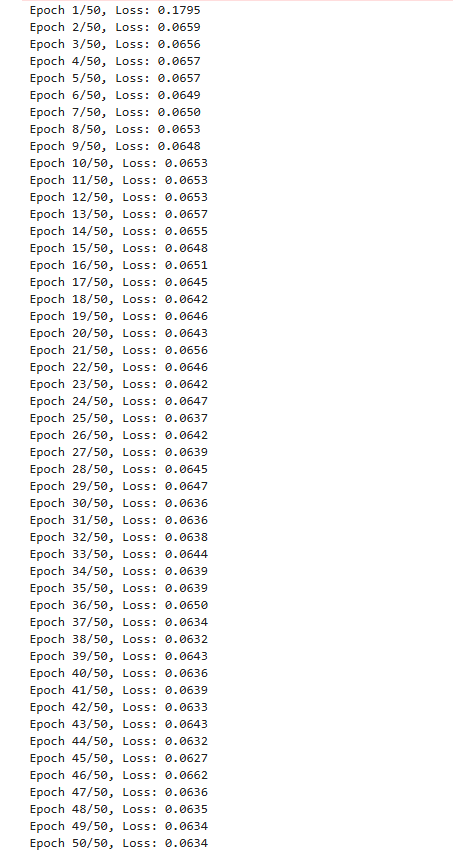 Epoch 1/50, Loss: 0.1795
Epoch 2/50, Loss: 0.0659
Epoch 3/50, Loss: 0.0656
Epoch 4/50, Loss: 0.0657
Epoch 5/50, Loss: 0.0657
Epoch 6/50, Loss: 0.0649
Epoch 7/50, Loss: 0.0650
Epoch 8/50, Loss: 0.0653
Epoch 9/50, Loss: 0.0648
Epoch 10/50, Loss: 0.0653
Epoch 11/50, Loss: 0.0653
Epoch 12/50, Loss: 0.0653
Epoch 13/50, Loss: 0.0657
Epoch 14/50, Loss: 0.0655
Epoch 15/50, Loss: 0.0648
Epoch 16/50, Loss: 0.0651
Epoch 17/50, Loss: 0.0645
Epoch 18/50, Loss: 0.0642
Epoch 19/50, Loss: 0.0646
Epoch 20/50, Loss: 0.0643
Epoch 21/50, Loss: 0.0656
Epoch 22/50, Loss: 0.0646
Epoch 23/50, Loss: 0.0642
Epoch 24/50, Loss: 0.0647
Epoch 25/50, Loss: 0.0637
Epoch 26/50, Loss: 0.0642
Epoch 27/50, Loss: 0.0639
Epoch 28/50, Loss: 0.0645
Epoch 29/50, Loss: 0.0647
Epoch 30/50, Loss: 0.0636
Epoch 31/50, Loss: 0.0636
Epoch 32/50, Loss: 0.0638
Epoch 33/50, Loss: 0.0644
Epoch 34/50, Loss: 0.0639
Epoch 35/50, Loss: 0.0639
Epoch 36/50, Loss: 0.0650
Epoch 37/50, Loss: 0.0634
Epoch 38/50, Loss: 0.0632
Epoch 39/50, Loss: 0.0643
Epoch 40/50, Loss: 0.0636
Epoch 41/50, Loss: 0.0639
Epoch 42/50, Loss: 0.0633
Epoch 43/50, Loss: 0.0643
Epoch 44/50, Loss: 0.0632
Epoch 45/50, Loss: 0.0627
Epoch 46/50, Loss: 0.0662
Epoch 47/50, Loss: 0.0636
Epoch 48/50, Loss: 0.0635
Epoch 49/50, Loss: 0.0634
Epoch 50/50, Loss: 0.0634